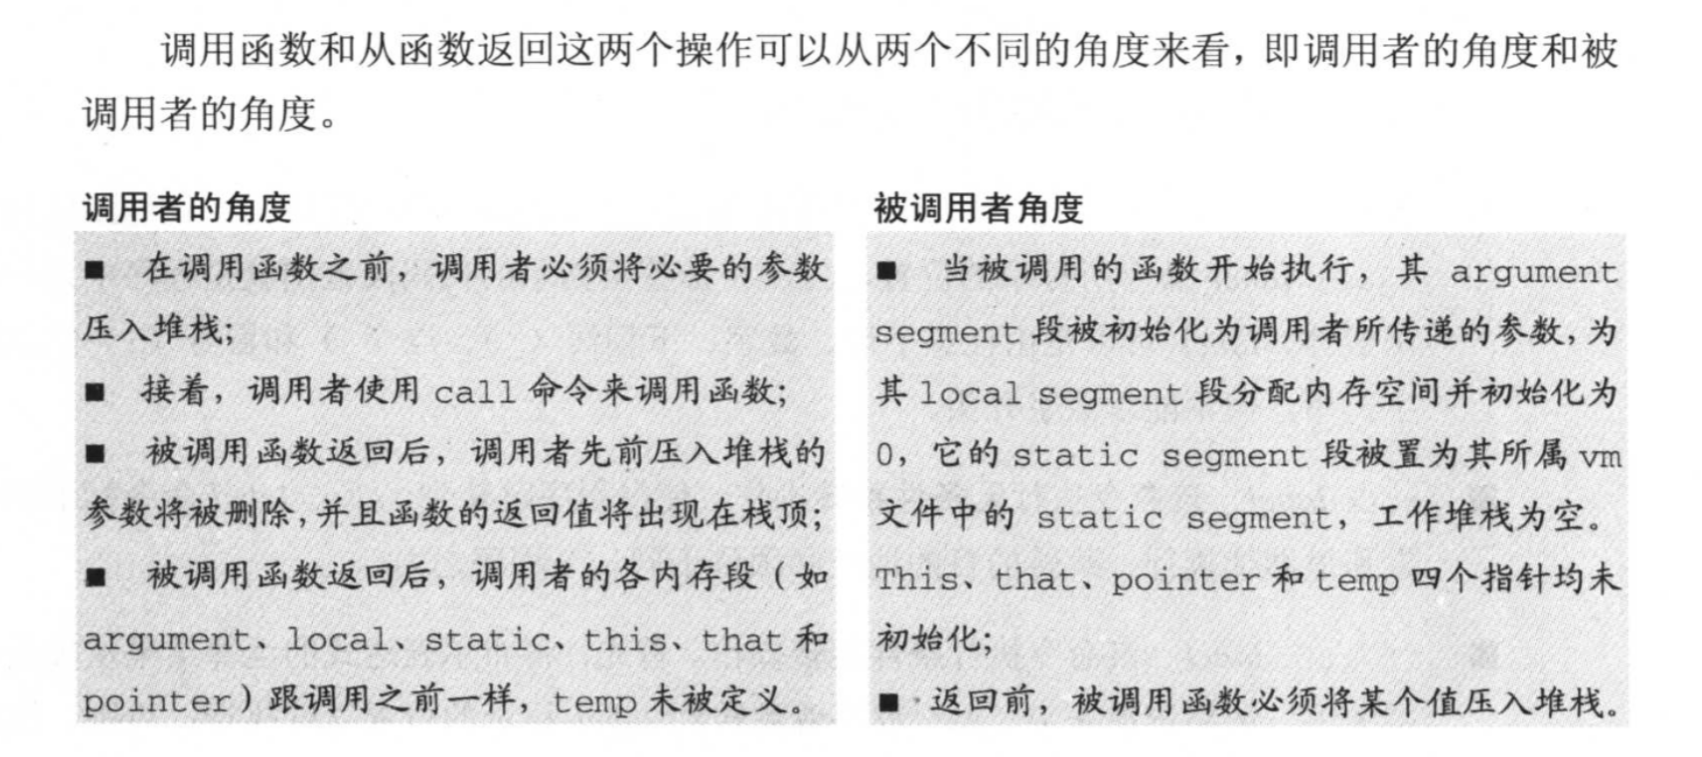 调用函数和从函数返回这两个操作可以从两个不同的角度来看，即调用者的角度和被
调用者的角度。
调用者的角度
■ 在调用函数之前，调用者必须将必要的参数
压入堆栈；
■ 接着，调用者使用 call 命令来调用函数；
■ 被调用函数返回后，调用者先前压入堆栈的
参数将被删除，并且函数的返回值将出现在栈顶；
■ 被调用函数返回后，调用者的各内存段（如
argument、local、static、this、that 和
pointer）跟调用之前一样，temp 未被定义。
被调用者角度
■ 当被调用的函数开始执行，其 argument
segment 段被初始化为调用者所传递的参数，为
其 local segment 段分配内存空间并初始化为
0，它的 static segment 段被置为其所属 vm
文件中的 static segment，工作堆栈为空。
This、that、pointer 和 temp 四个指针均未
初始化；
■ 返回前，被调用函数必须将某个值压入堆栈。